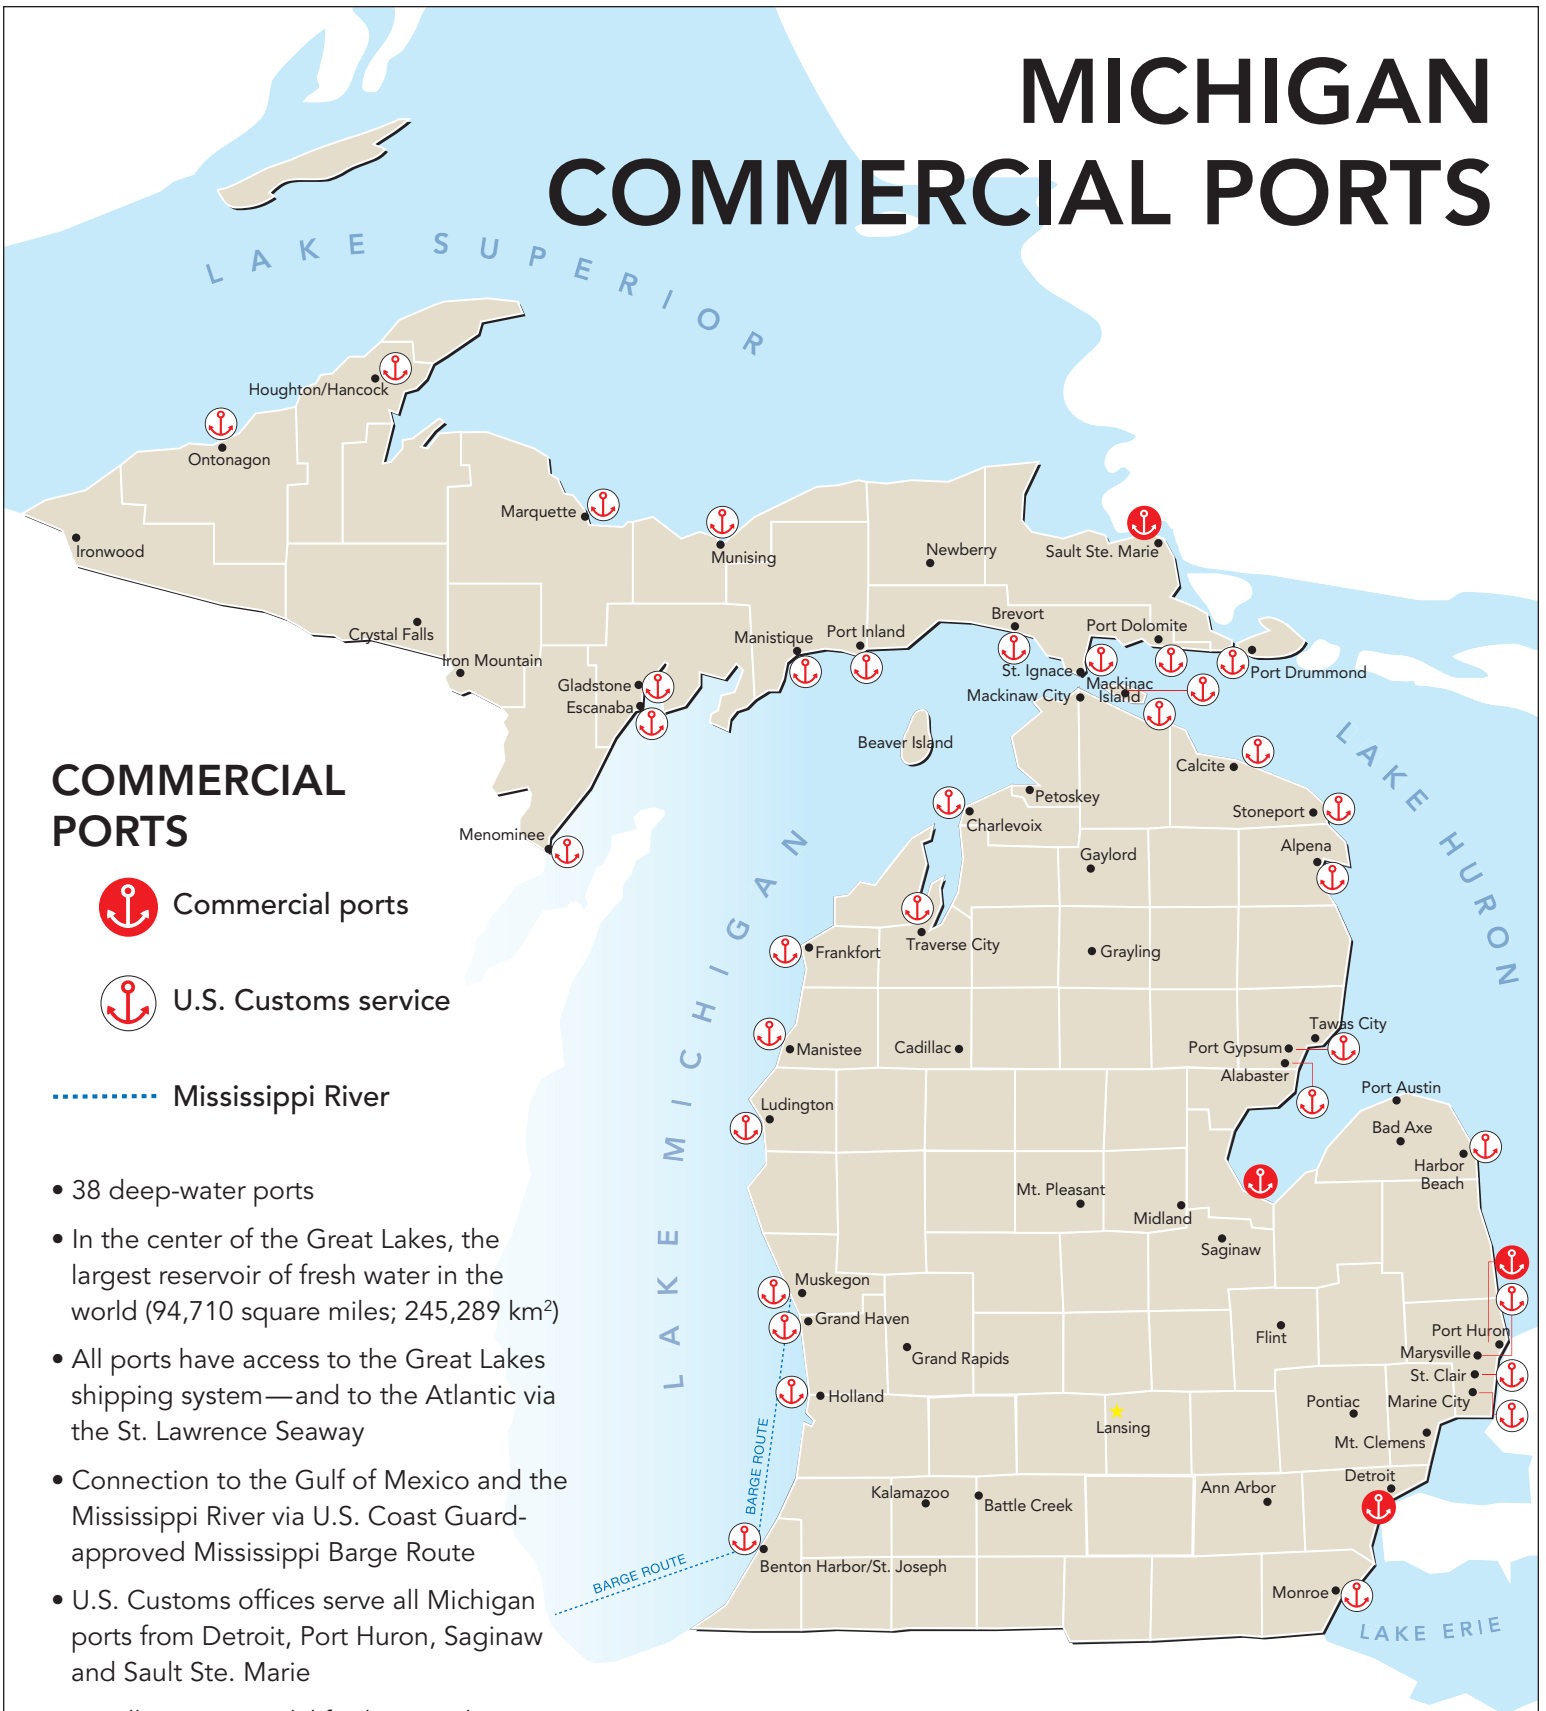 MICHIGAN
COMMERCIAL PORTS
LAKE SUPERIOR
Houghton/Hancock
Ontonagon
Marquette
Munising
Ironwood
Newberry
Sault Ste. Marie
Crystal Falls
Iron Mountain
Brevort
Port Dolomite
Manistique
Port Inland
St. Ignace
Port Drummond
Gladstone
Mackinac
Island
Mackinaw City
Escanaba
Beaver Island
LAKE HURON
Calcite
Petoskey
Stoneport
Charlevoix
Menominee
Alpena
Gaylord
LAKE MICHIGAN
Traverse City
Frankfort
Grayling
Tawas City
Manistee
Cadillac
Port Gypsum
Alabaster
Port Austin
Ludington
Bad Axe
Harbor
Beach
Mt. Pleasant
Midland
Saginaw
Muskegon
Grand Haven
Port Huron
Flint
Marysville
Grand Rapids
St. Clair
Holland
Pontiac
Marine City
Lansing
Mt. Clemens
BARGE ROUTE
Detroit
Kalamazoo
Ann Arbor
Battle Creek
BARGE ROUTE
Benton Harbor/St. Joseph
Monroe
LAKE ERIE
COMMERCIAL
PORTS
Commercial ports
U.S. Customs service
Mississippi River
• 38 deep-water ports
• In the center of the Great Lakes, the
largest reservoir of fresh water in the
world (94,710 square miles; 245,289 km²)
• All ports have access to the Great Lakes
shipping system—and to the Atlantic via
the St. Lawrence Seaway
• Connection to the Gulf of Mexico and the
Mississippi River via U.S. Coast Guard-
approved Mississippi Barge Route
• U.S. Customs offices serve all Michigan
ports from Detroit, Port Huron, Saginaw
and Sault Ste. Marie